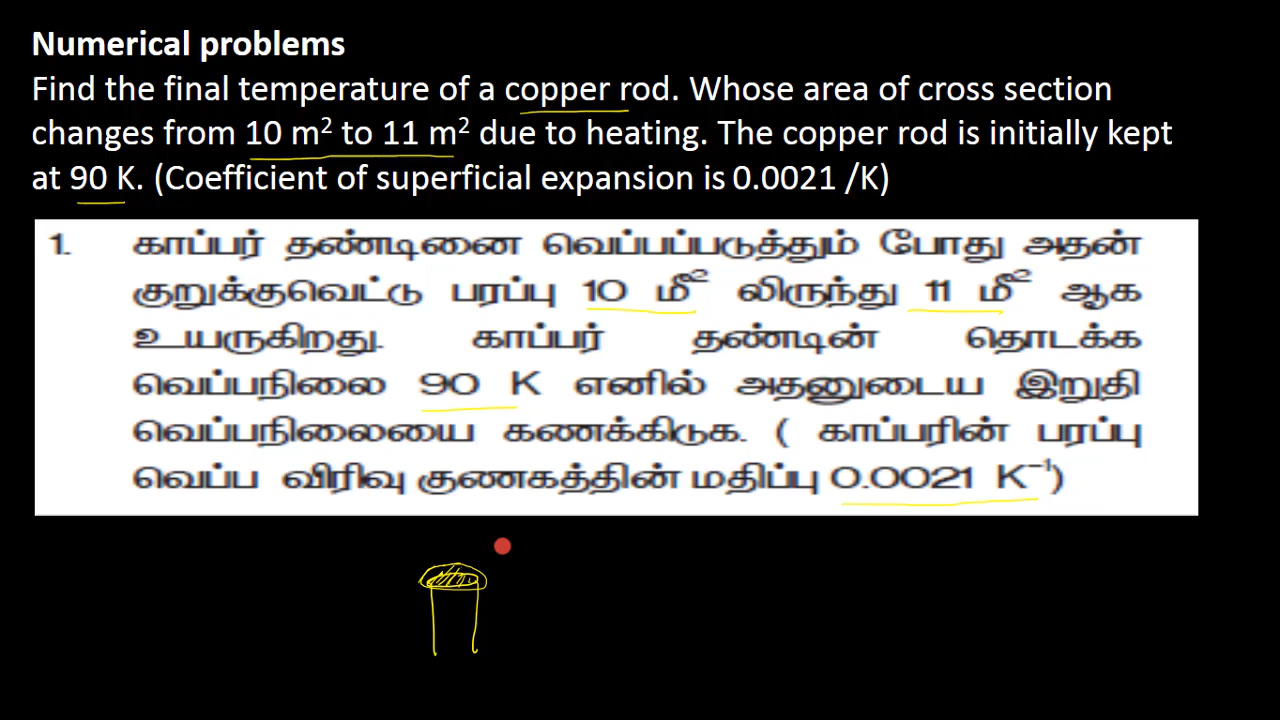 Numerical problems
Find the final temperature of a copper rod. Whose area of cross section
changes from 10 m² to 11 m² due to heating. The copper rod is initially kept
at 90 K. (Coefficient of superficial expansion is 0.0021 /K)
1. காப்பர் தண்டினை வெப்பப்படுத்தும் போது அதன்
குறுக்குவெட்டு பரப்பு 10 மீ² லிருந்து 11 மீ² ஆக
உயருகிறது. காப்பர் தண்டின் தொடக்க
வெப்பநிலை 90 K எனில் அதனுடைய இறுதி
வெப்பநிலையை கணக்கிடுக. ( காப்பரின் பரப்பு
வெப்ப விரிவு குணகத்தின் மதிப்பு 0.0021 K⁻¹)